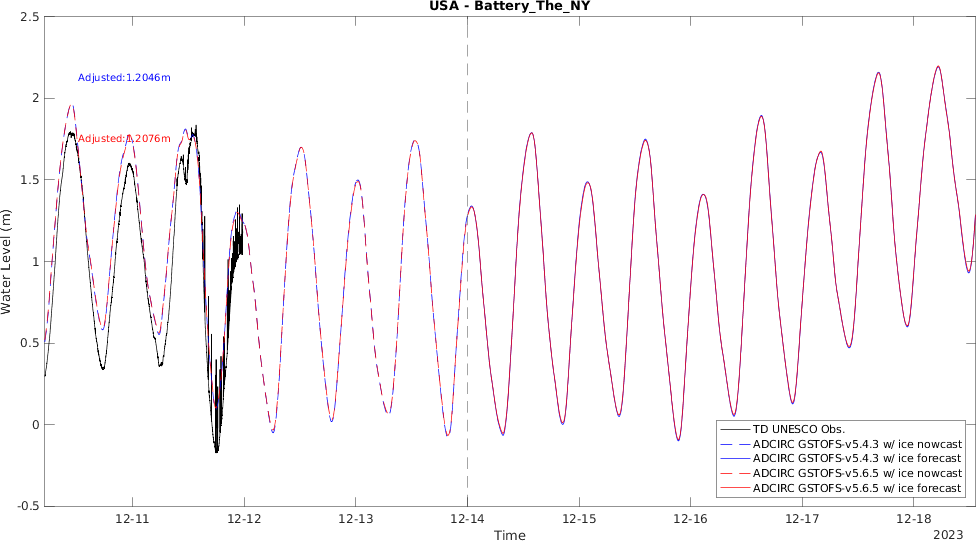 USA - Battery_The_NY
2.5
2
1.5
1
0.5
0
-0.5
Water Level (m)
Adjusted:1.2046m
Adjusted:1.2076m
TD UNESCO Obs.
ADCIRC GSTOFS-v5.4.3 w/ ice nowcast
ADCIRC GSTOFS-v5.4.3 w/ ice forecast
ADCIRC GSTOFS-v5.6.5 w/ ice nowcast
ADCIRC GSTOFS-v5.6.5 w/ ice forecast
12-11 12-12 12-13 12-14 12-15 12-16 12-17 12-18
Time
2023